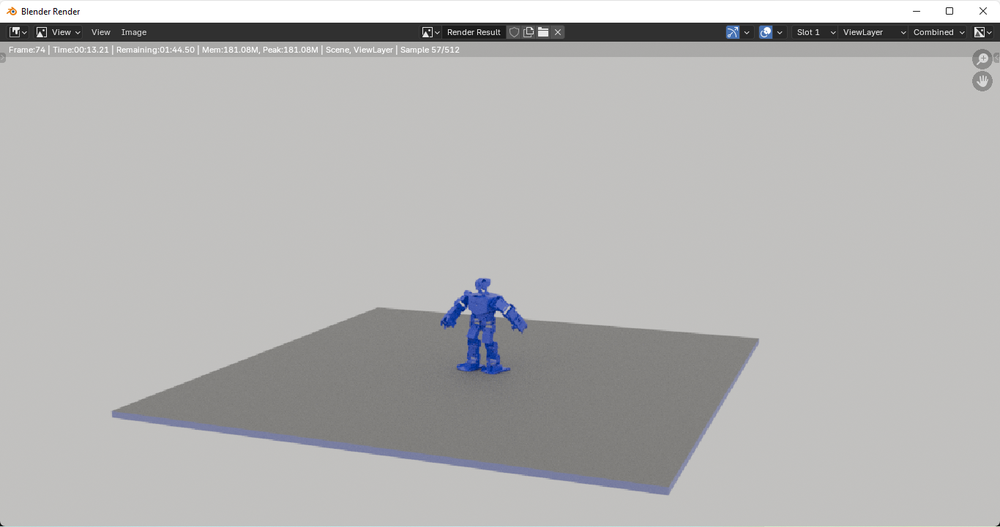 Blender Render
View View Image Render Result Slot 1 ViewLayer Combined
Frame:74 | Time:00:13.21 | Remaining:01:44.50 | Mem:181.08M, Peak:181.08M | Scene, ViewLayer | Sample 57/512